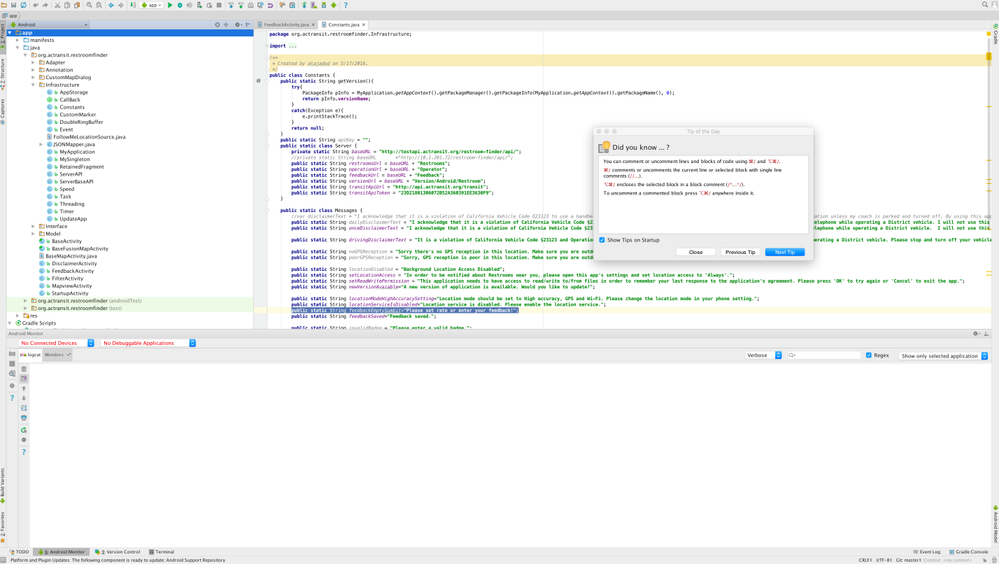 app
app
FeedbackActivity.java
Constants.java
Android
1: Project
Z: Structure
Captures
Build Variants
2: Favorites
Gradle
Android Model
app
manifests
java
org.actransit.restroomfinder
Adapter
Annotation
CustomMapDialog
Infrastructure
AppStorage
CallBack
Constants
CustomMarker
DoubleRingBuffer
Event
FollowMeLocationSource.java
JSONMapper.java
MyApplication
MySingleton
RetainedFragment
ServerAPI
ServerBaseAPI
Speed
Task
Threading
Timer
UpdateApp
Interface
Model
BaseActivity
BaseFusionMapActivity
BaseMapActivity.java
DisclaimerActivity
FeedbackActivity
FilterActivity
MapviewActivity
StartupActivity
org.actransit.restroomfinder (androidTest)
org.actransit.restroomfinder (test)
res
Gradle Scripts
package org.actransit.restroomfinder.Infrastructure;
import ...
/**
* Created by atajadod on 5/17/2016.
*/
public class Constants {
public static String getVersion(){
try{
PackageInfo pInfo = MyApplication.getAppContext().getPackageManager().getPackageInfo(MyApplication.getAppContext().getPackageName(), 0);
return pInfo.versionName;
}
catch(Exception e){
e.printStackTrace();
}
return null;
}
public static String apiKey = "";
public static class Server {
private static String baseURL = "http://testapi.actransit.org/restroom-finder/api/";
//private static String baseURL ="http://10.1.201.72/restroom-finder/api/";
public static String restroomsUrl = baseURL + "Restrooms";
public static String operationUrl = baseURL + "Operator";
public static String feedbackUrl = baseURL + "Feedback";
public static String versionUrl = baseURL + "Version/Android/Restroom";
public static String transitApiUrl = "http://api.actransit.org/transit";
public static String transitApiToken = "23D21801306072B52A360391EE3630F9";
}
public static class Messages {
//var disclaimerText = "I acknowledge that it is a violation of California Vehicle Code 823123 to use a handhe ation unless my coach is parked and turned off. By using this app
public static String dailyDisclaimerText = "I acknowledge that it is a violation of California Vehicle Code §23 elephone while operating a District vehicle. I will not use this
public static String onceDisclaimerText = "I acknowledge that it is a violation of California Vehicle Code §231 lephone while operating a District vehicle. I will not use this
public static String drivingDisclaimerText = "It is a violation of California Vehicle Code §23123 and Operation erating a District vehicle. Please stop and turn off your vehicle
public static String noGPSReception = "Sorry there's no GPS reception in this location. Make sure you are outdo
public static String poorGPSReception = "Sorry, GPS reception is poor in this location. Make sure you are outdo
public static String locationDisabled = "Background Location Access Disabled";
public static String setLocationAccess = "In order to be notified about Restrooms near you, please open this app's settings and set location access to 'Always'.";
public static String setReadWritePermission = "This application needs to have access to read/write to/from files in order to remember your last response to the application's agreement. Please press 'OK' to try again or 'Cancel' to exit the app.";
public static String newVersionAvaiable="A new version of application is available. Would you like to update?";
public static String locationModeHighAccuracySetting="Location mode should be set to High accuracy, GPS and Wi-Fi. Please change the location mode in your phone setting.";
public static String locationServiceIsDisabled="Location service is disabled. Please enable the location service.";
public static String feedbackEmptySumbit="Please set rate or enter your feedback!";
public static String feedbackSaved="Feedback saved.";
public static String invalidBadge ="Please enter a valid badge.";
Tip of the Day
Did you know ... ?
You can comment or uncomment lines and blocks of code using ⌘/ and ⌥⌘/.
⌘/ comments or uncomments the current line or selected block with single line
comments (//...).
⌥⌘/ encloses the selected block in a block comment (/*...*/).
To uncomment a commented block press ⌥⌘/ anywhere inside it.
Show Tips on Startup
Close
Previous Tip
Next Tip
Android Monitor
No Connected Devices
No Debuggable Applications
logcat
Monitors
Verbose
Regex
Show only selected application
TODO
6: Android Monitor
9: Version Control
Terminal
Event Log
Gradle Console
Platform and Plugin Updates: The following component is ready to update: Android Support Repository
CRLF
UTF-8
Git: master
Context: <no context>